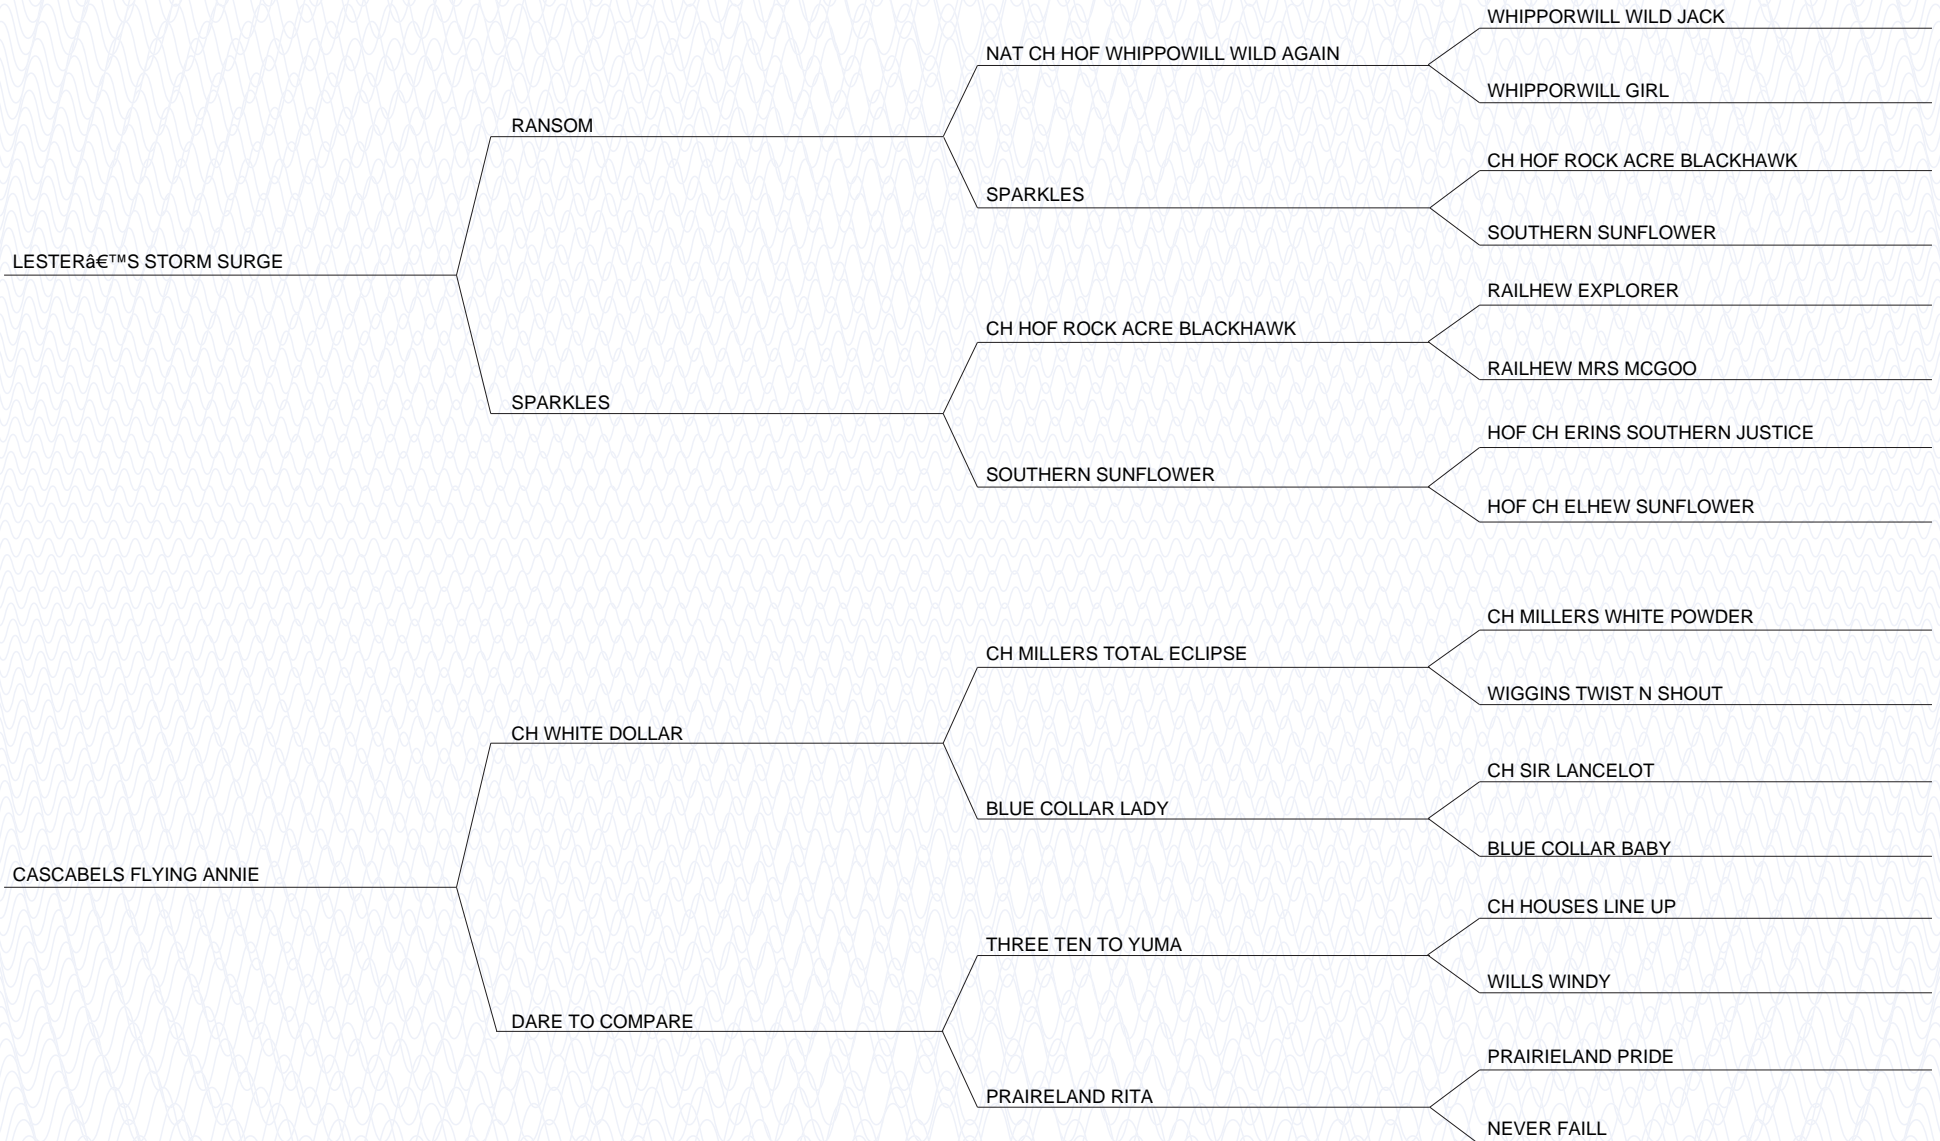 WHIPPORWILL WILD JACK
NAT CH HOF WHIPPOWILL WILD AGAIN
WHIPPORWILL GIRL
RANSOM
CH HOF ROCK ACRE BLACKHAWK
SPARKLES
SOUTHERN SUNFLOWER
LESTERâ€™S STORM SURGE
RAILHEW EXPLORER
CH HOF ROCK ACRE BLACKHAWK
RAILHEW MRS MCGOO
SPARKLES
HOF CH ERINS SOUTHERN JUSTICE
SOUTHERN SUNFLOWER
HOF CH ELHEW SUNFLOWER
CH MILLERS WHITE POWDER
CH MILLERS TOTAL ECLIPSE
WIGGINS TWIST N SHOUT
CH WHITE DOLLAR
CH SIR LANCELOT
BLUE COLLAR LADY
BLUE COLLAR BABY
CASCABELS FLYING ANNIE
CH HOUSES LINE UP
THREE TEN TO YUMA
WILLS WINDY
DARE TO COMPARE
PRAIRIELAND PRIDE
PRAIRELAND RITA
NEVER FAILL